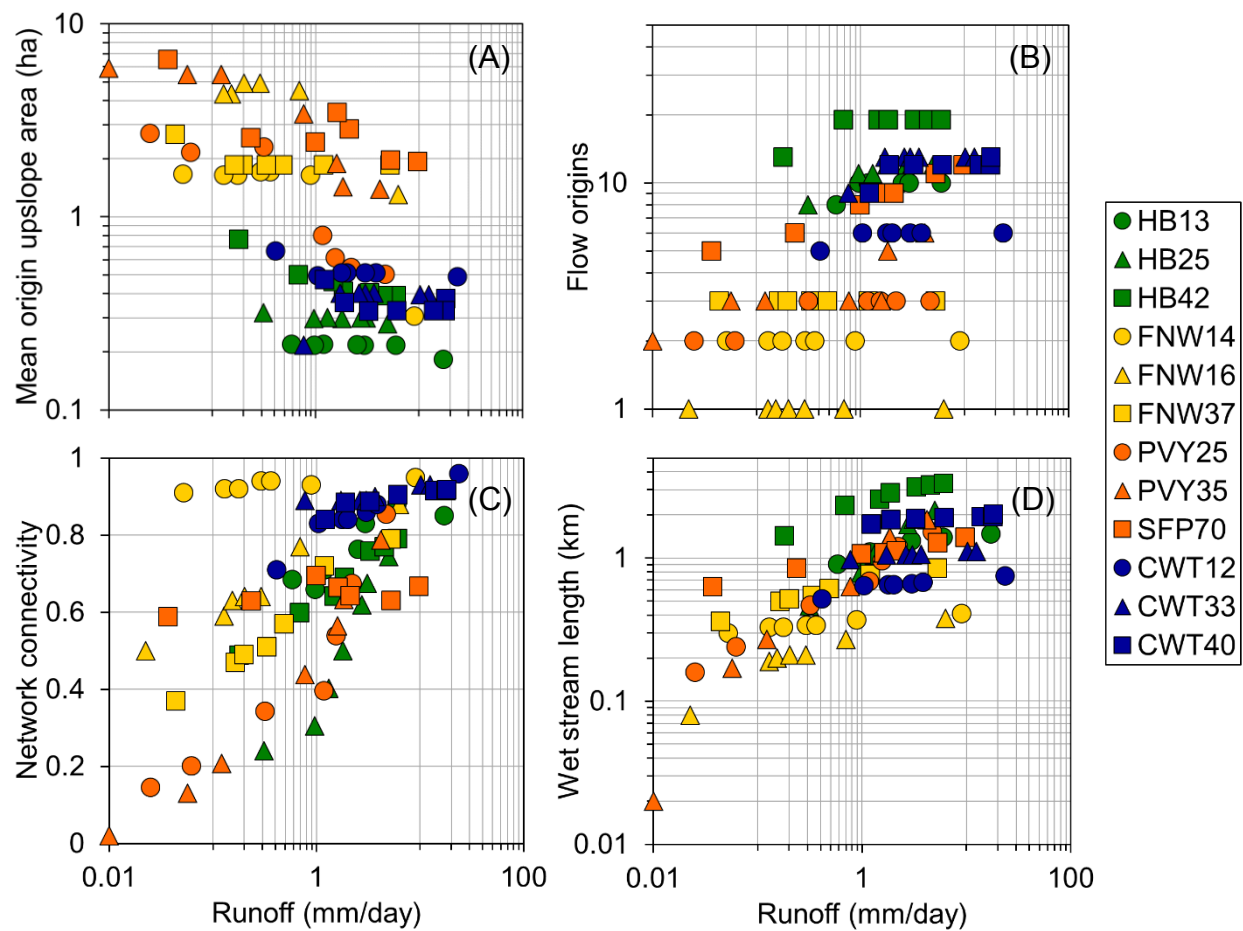 Mean origin upslope area (ha)
10
1
0.1
(A)
Flow origins
10
1
(B)
Network connectivity
1
0.8
0.6
0.4
0.2
0
(C)
0.01
1
100
Runoff (mm/day)
Wet stream length (km)
1
0.1
0.01
(D)
0.01
1
100
Runoff (mm/day)
HB13
HB25
HB42
FNW14
FNW16
FNW37
PVY25
PVY35
SFP70
CWT12
CWT33
CWT40